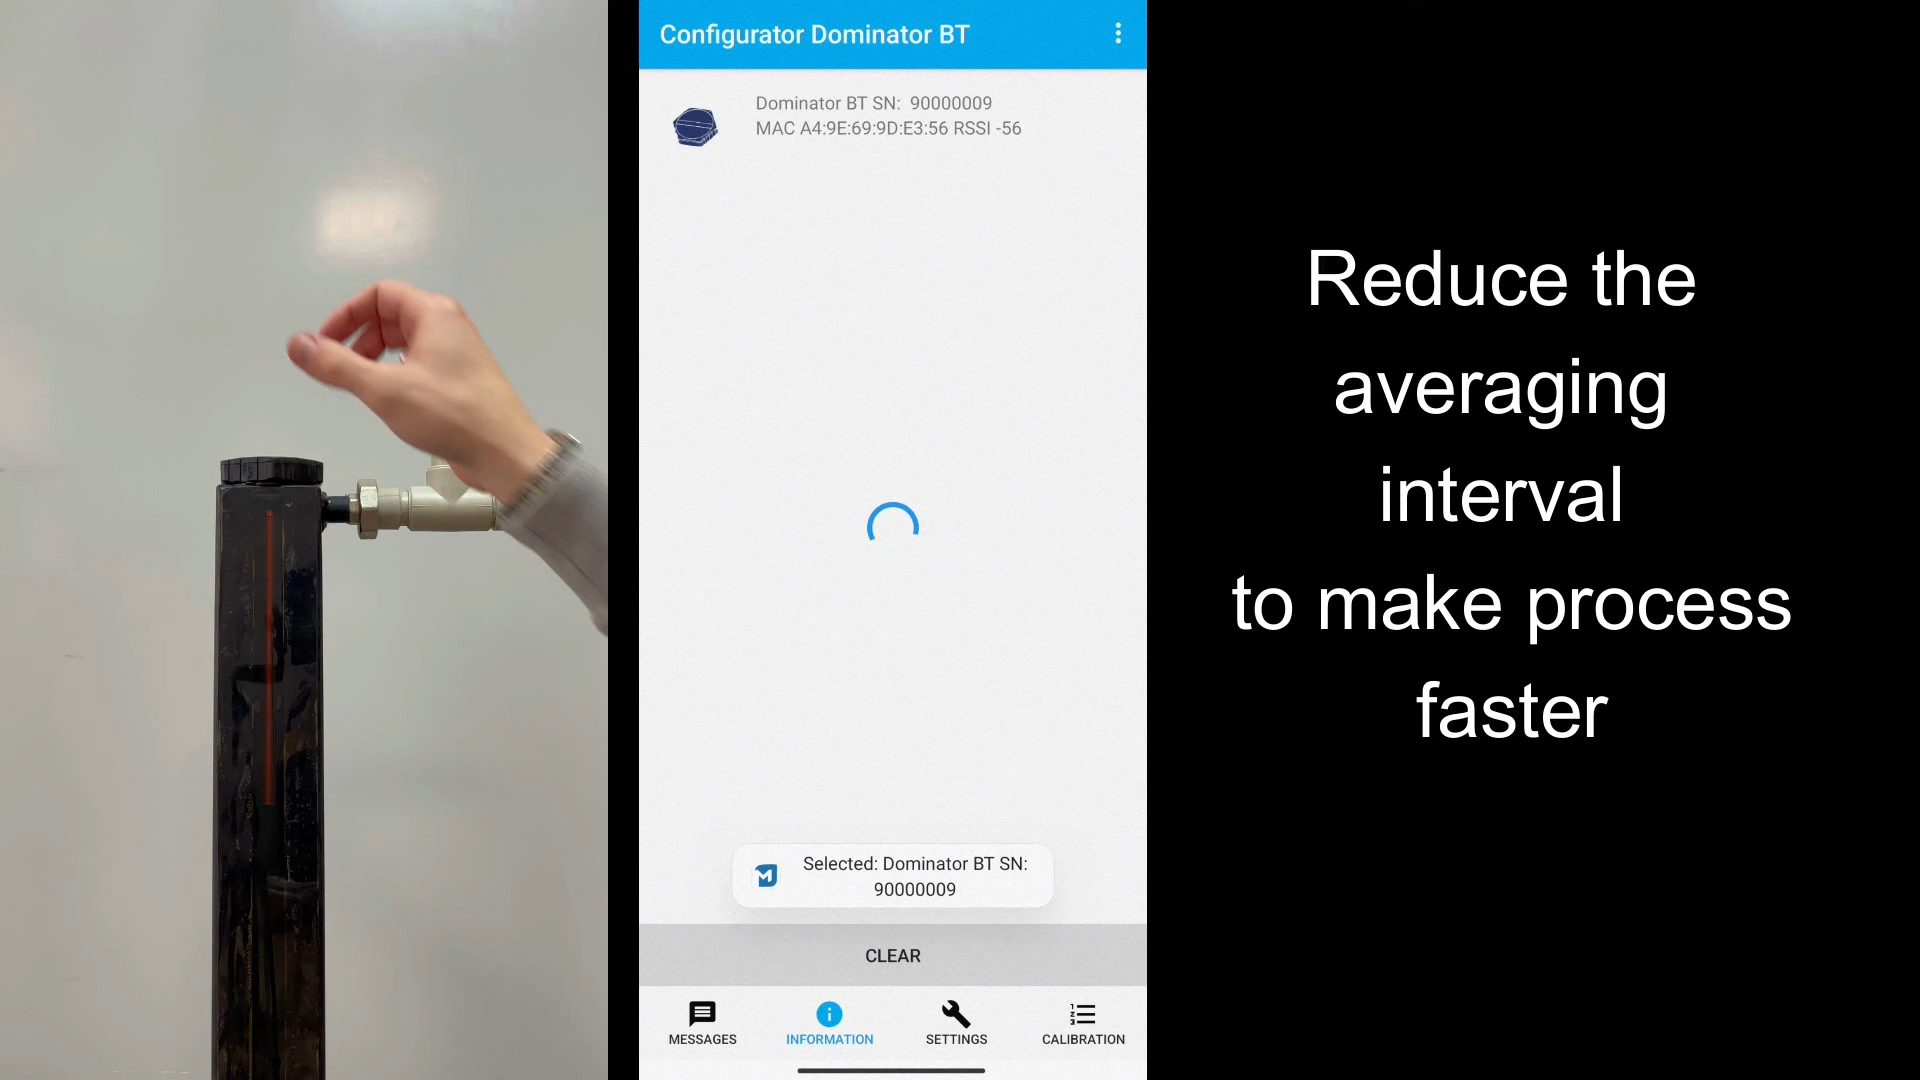 Configurator Dominator BT
Dominator BT SN:  90000009
MAC A4:9E:69:9D:E3:56 RSSI -56
Selected: Dominator BT SN:
90000009
CLEAR
MESSAGES
INFORMATION
SETTINGS
CALIBRATION
Reduce the
averaging
interval
to make process
faster